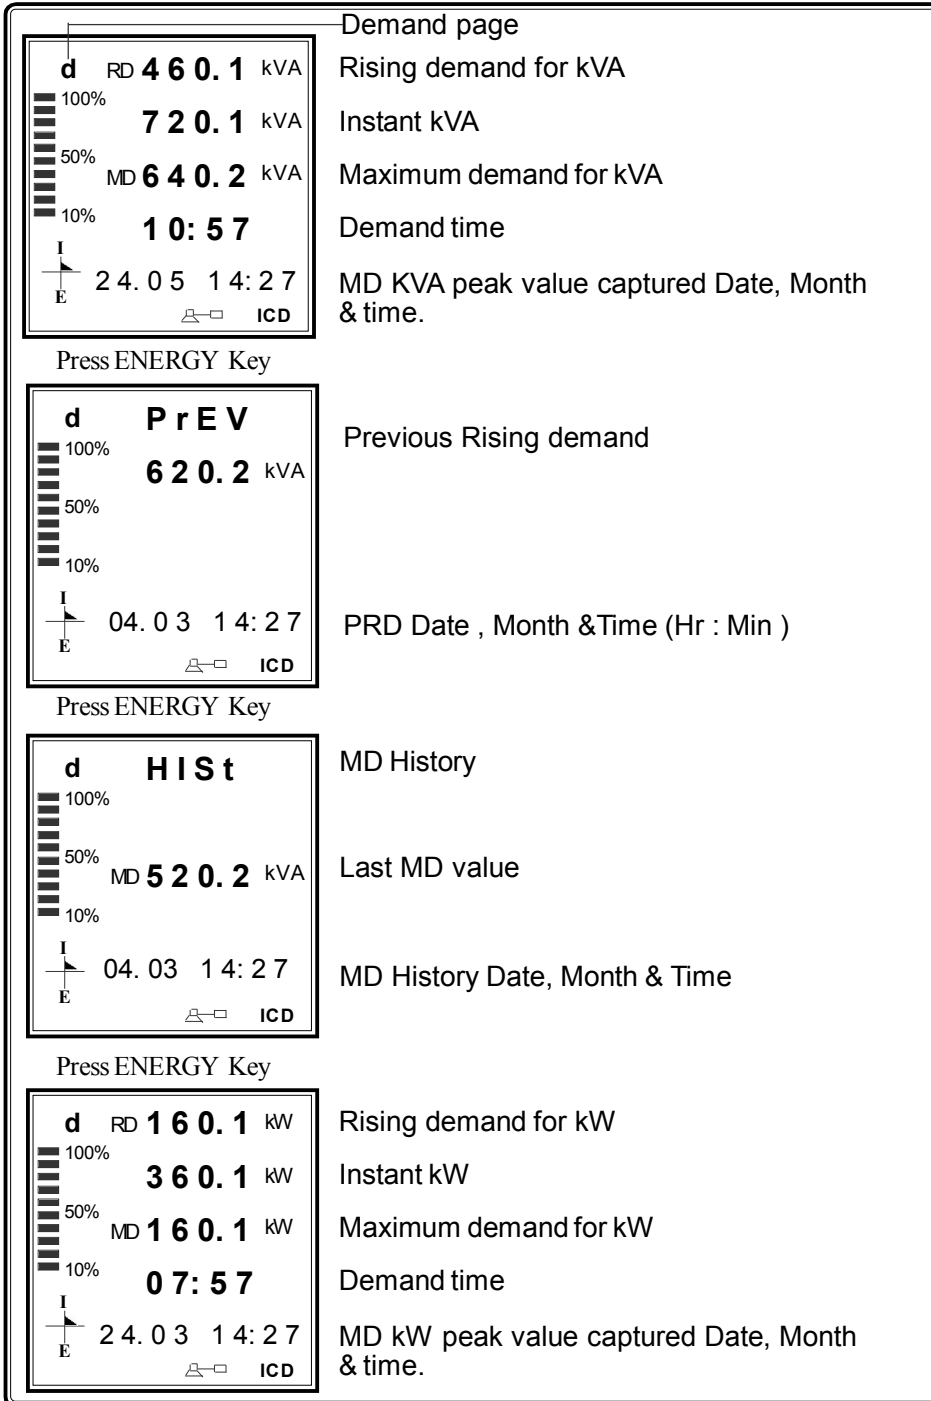 Demand page
d RD 460.1 kVA Rising demand for kVA
100%
720.1 kVA Instant kVA
50%
MD 640.2 kVA Maximum demand for kVA
10%
10:57 Demand time
I
24.05 14:27 MD KVA peak value captured Date, Month
E
& time.
ICD
Press ENERGY Key
d PrEV
Previous Rising demand
100%
620.2 kVA
50%
10%
I
04.03 14:27 PRD Date , Month &Time (Hr : Min )
E
ICD
Press ENERGY Key
d HISt MD History
100%
50%
MD 520.2 kVA Last MD value
10%
I
04.03 14:27 MD History Date, Month & Time
E
ICD
Press ENERGY Key
d RD 160.1 kW Rising demand for kW
100%
360.1 kW Instant kW
50%
MD 160.1 kW Maximum demand for kW
10%
07:57 Demand time
I
24.03 14:27 MD kW peak value captured Date, Month
E
& time.
ICD